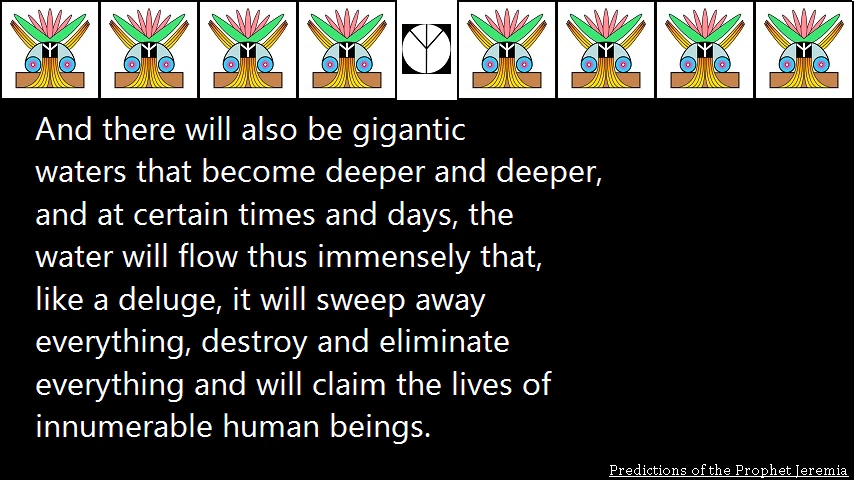 And there will also be gigantic
waters that become deeper and deeper,
and at certain times and days, the
water will flow thus immensely that,
like a deluge, it will sweep away
everything, destroy and eliminate
everything and will claim the lives of
innumerable human beings.
Predictions of the Prophet Jeremia